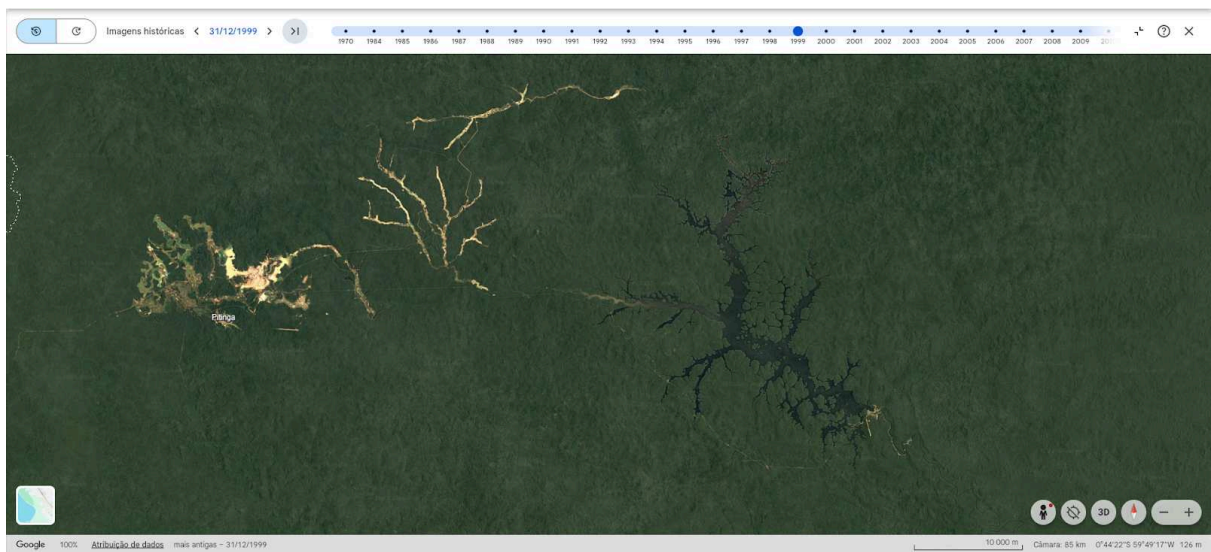 Imagens históricas 31/12/1999
1970 1984 1985 1986 1987 1988 1989 1990 1991 1992 1993 1994 1995 1996 1997 1998 1999 2000 2001 2002 2003 2004 2005 2006 2007 2008 2009
Pitinga
3D
Google 100% Atribuição de dados mais antigas – 31/12/1999 10 000 m Câmara: 85 km 0°44'22"S 59°49'17"W 126 m